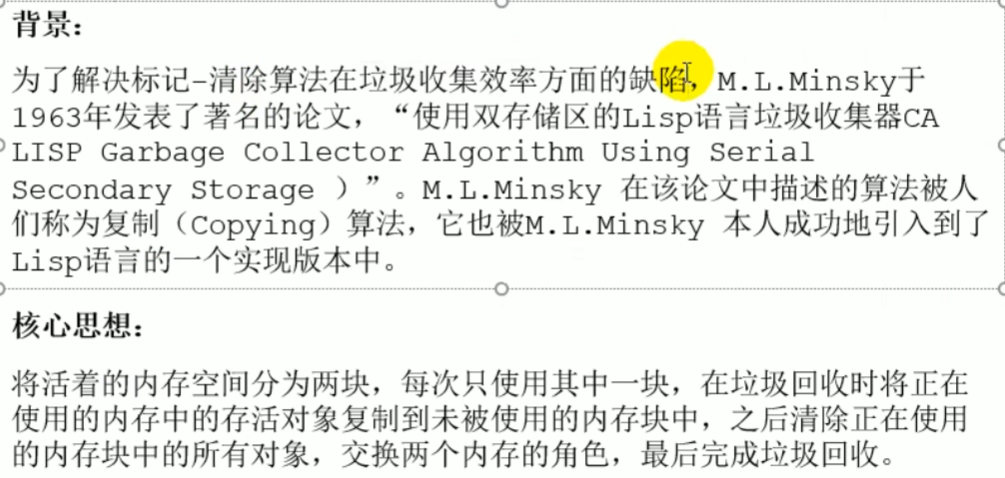 背景：
为了解决标记-清除算法在垃圾收集效率方面的缺陷，M.L.Minsky于
1963年发表了著名的论文，“使用双存储区的Lisp语言垃圾收集器CA
LISP Garbage Collector Algorithm Using Serial
Secondary Storage ）”。M.L.Minsky 在该论文中描述的算法被人
们称为复制（Copying）算法，它也被M.L.Minsky 本人成功地引入到了
Lisp语言的一个实现版本中。
核心思想：
将活着的内存空间分为两块，每次只使用其中一块，在垃圾回收时将正在
使用的内存中的存活对象复制到未被使用的内存块中，之后清除正在使用
的内存块中的所有对象，交换两个内存的角色，最后完成垃圾回收。